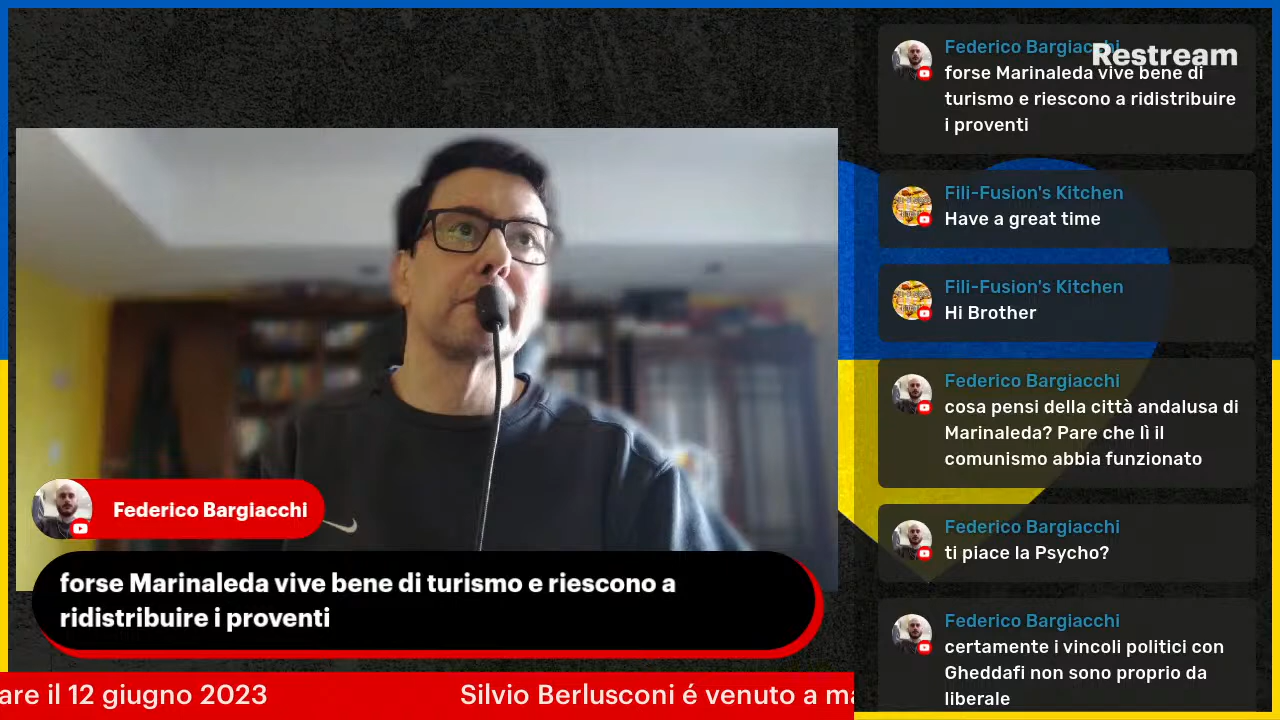 Federico Bargiacchi
Restream
forse Marinaleda vive bene di
turismo e riescono a ridistribuire
i proventi
Fili-Fusion's Kitchen
Have a great time
Fili-Fusion's Kitchen
Hi Brother
Federico Bargiacchi
cosa pensi della città andalusa di
Marinaleda? Pare che lì il
comunismo abbia funzionato
Federico Bargiacchi
ti piace la Psycho?
Federico Bargiacchi
certamente i vincoli politici con
Gheddafi non sono proprio da
liberale
Federico Bargiacchi
forse Marinaleda vive bene di turismo e riescono a
ridistribuire i proventi
are il 12 giugno 2023 Silvio Berlusconi é venuto a ma